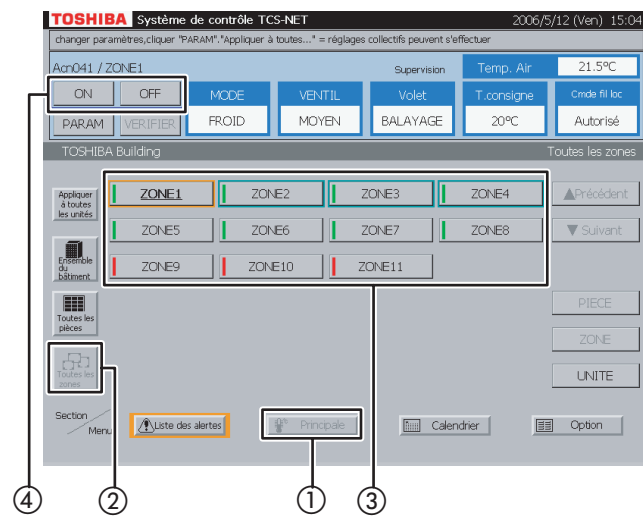 TOSHIBA Système de contrôle TCS-NET 2006/5/12 (Ven) 15:04
changer paramètres,cliquer "PARAM"."Appliquer à toutes..." = réglages collectifs peuvent s'effectuer
Acn041 / ZONE1 Supervision Temp. Air 21.5°C
ON OFF MODE VENTIL Volet T.consigne Cmde fil loc
PARAM VERIFIER FROID MOYEN BALAYAGE 20°C Autorisé
TOSHIBA Building Toutes les zones
Appliquer
à toutes
les unités
ZONE1 ZONE2 ZONE3 ZONE4 ▲Précédent
ZONE5 ZONE6 ZONE7 ZONE8 ▼ Suivant
Ensemble
du
bâtiment
ZONE9 ZONE10 ZONE11
Toutes les
pièces
PIECE
ZONE
Toutes les
zones
UNITE
Section
Menu
Liste des alertes Principale Calendrier Option
④ ② ① ③